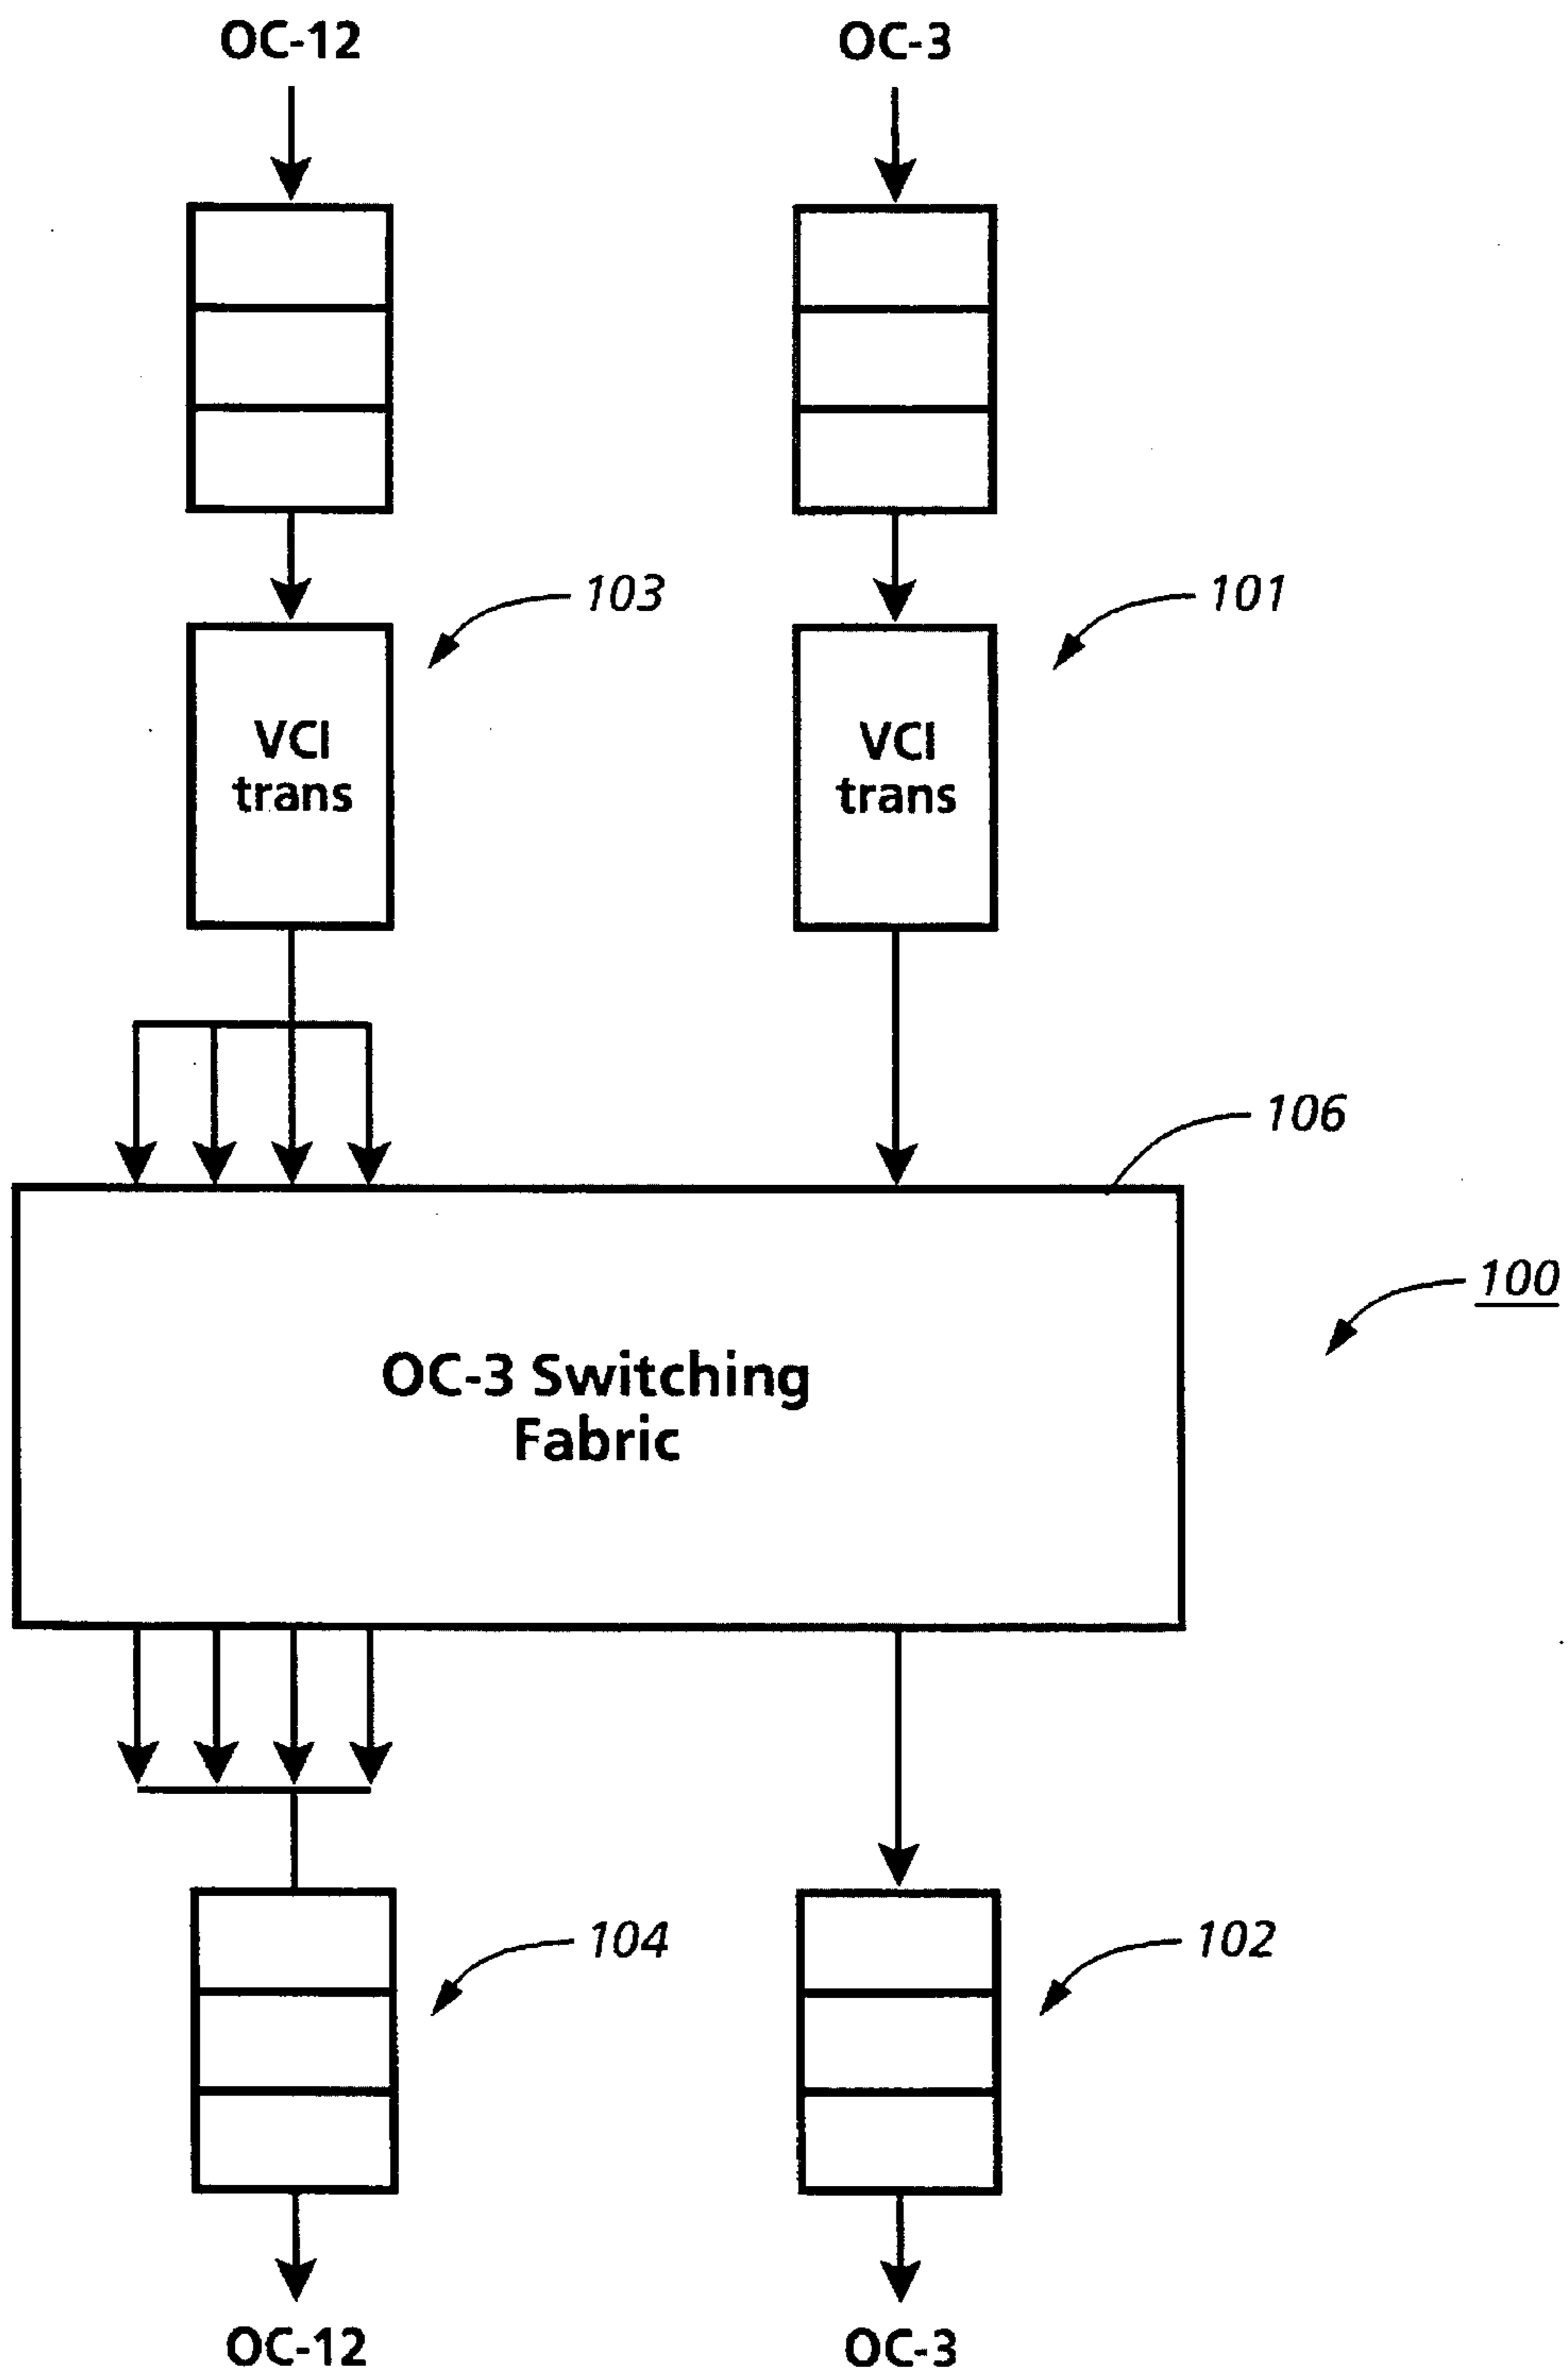 OC-12
OC-3
103
101
VCI
trans
VCI
trans
106
100
OC-3 Switching
Fabric
104
102
OC-12
OC-3